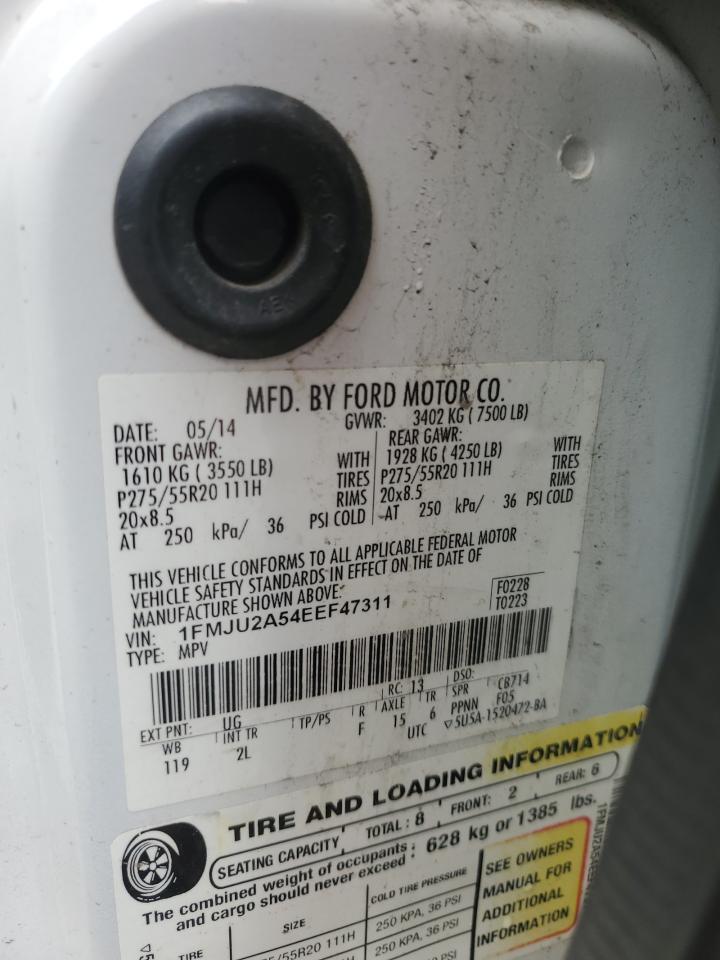 MFD. BY FORD MOTOR CO.
DATE: 05/14 GVWR: 3402 KG ( 7500 LB)
FRONT GAWR: REAR GAWR:
1610 KG ( 3550 LB) WITH 1928 KG ( 4250 LB) WITH
P275/55R20 111H TIRES P275/55R20 111H TIRES
20x8.5 RIMS 20x8.5 RIMS
AT 250 kPa/ 36 PSI COLD AT 250 kPa/ 36 PSI COLD
THIS VEHICLE CONFORMS TO ALL APPLICABLE FEDERAL MOTOR
VEHICLE SAFETY STANDARDS IN EFFECT ON THE DATE OF
MANUFACTURE SHOWN ABOVE.
VIN: 1FMJU2A54EEF47311 F0228
TYPE: MPV T0223
EXT PNT: UG RC: 13 DSO: CB714
WB INT TR TP/PS R AXLE TR SPR F05
119 2L F 15 6 PPNN
UTC ▽5U5A-1520472-BA
TIRE AND LOADING INFORMATION
SEATING CAPACITY TOTAL: 8 FRONT: 2 REAR: 6
The combined weight of occupants and cargo should never exceed: 628 kg or 1385 lbs.
TIRE SIZE COLD TIRE PRESSURE
/55R20 111H 250 KPA, 36 PSI
250 KPA, 36 PSI
SEE OWNERS
MANUAL FOR
ADDITIONAL
INFORMATION